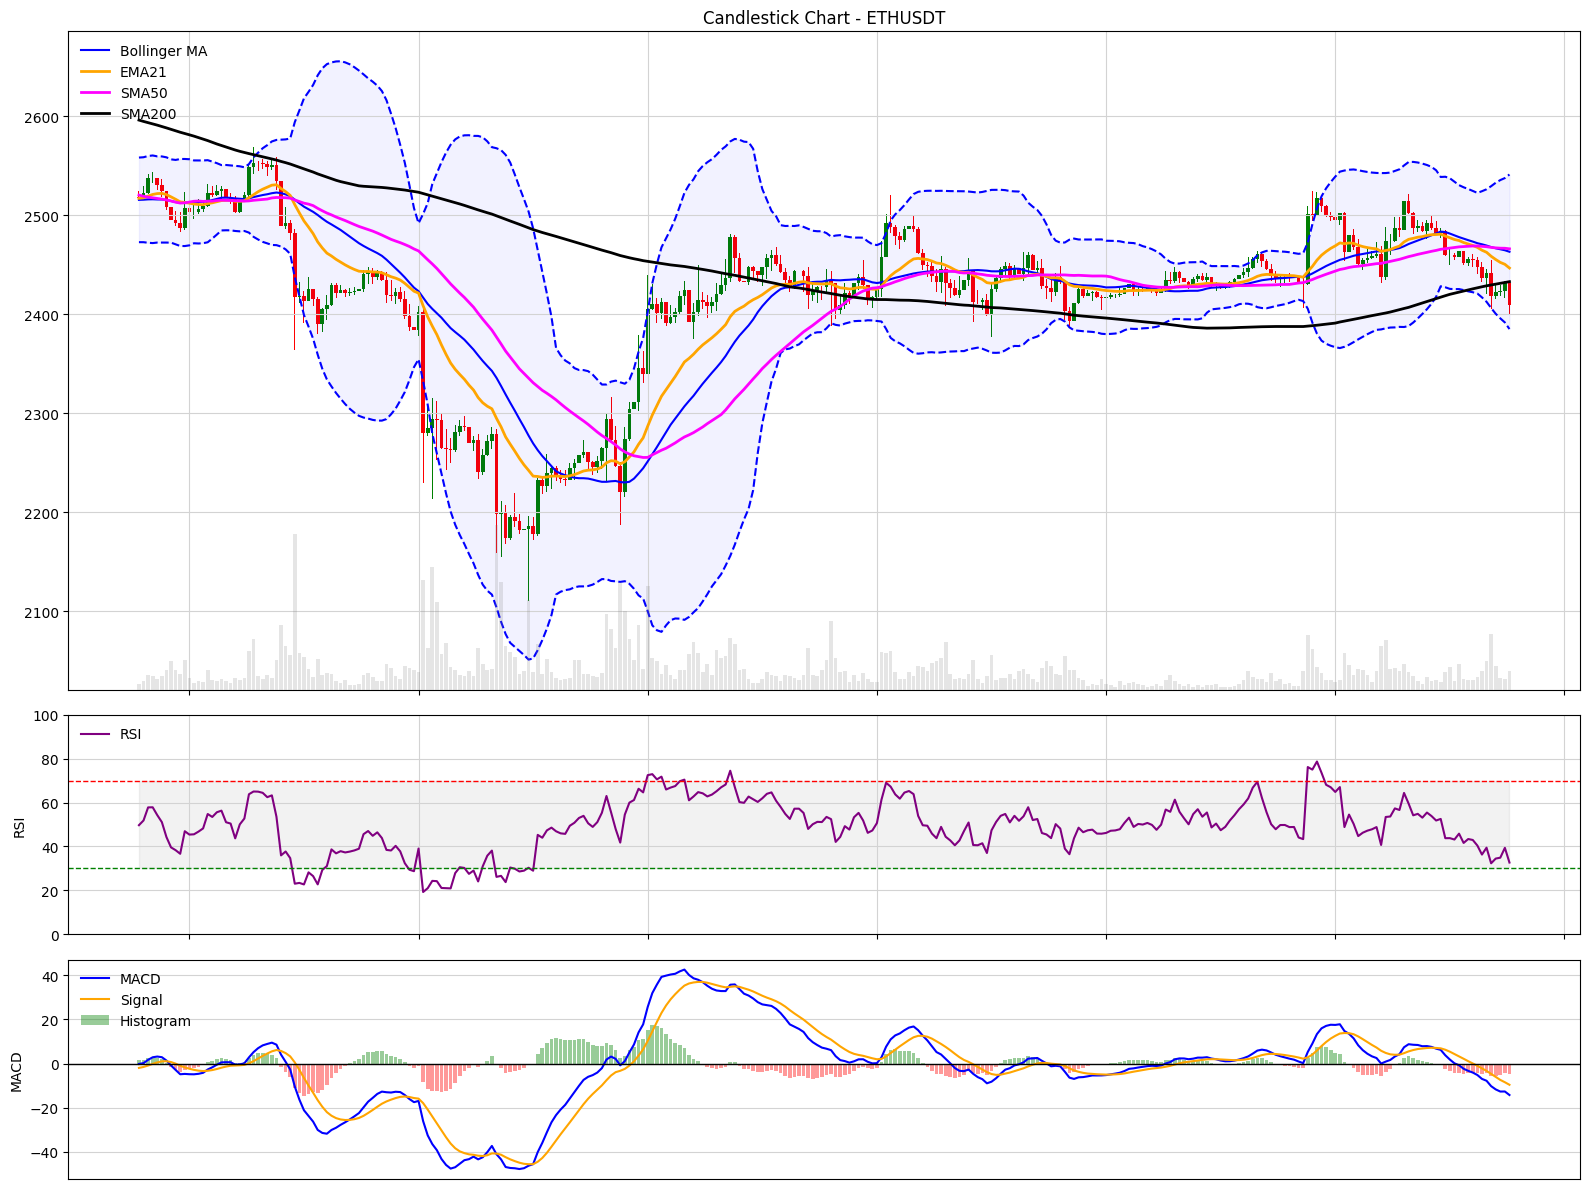 Candlestick Chart - ETHUSDT
Bollinger MA
EMA21
SMA50
SMA200
2600
2500
2400
2300
2200
2100
RSI
100
80
60
40
20
0
RSI
MACD
Signal
Histogram
40
20
0
−20
−40
MACD